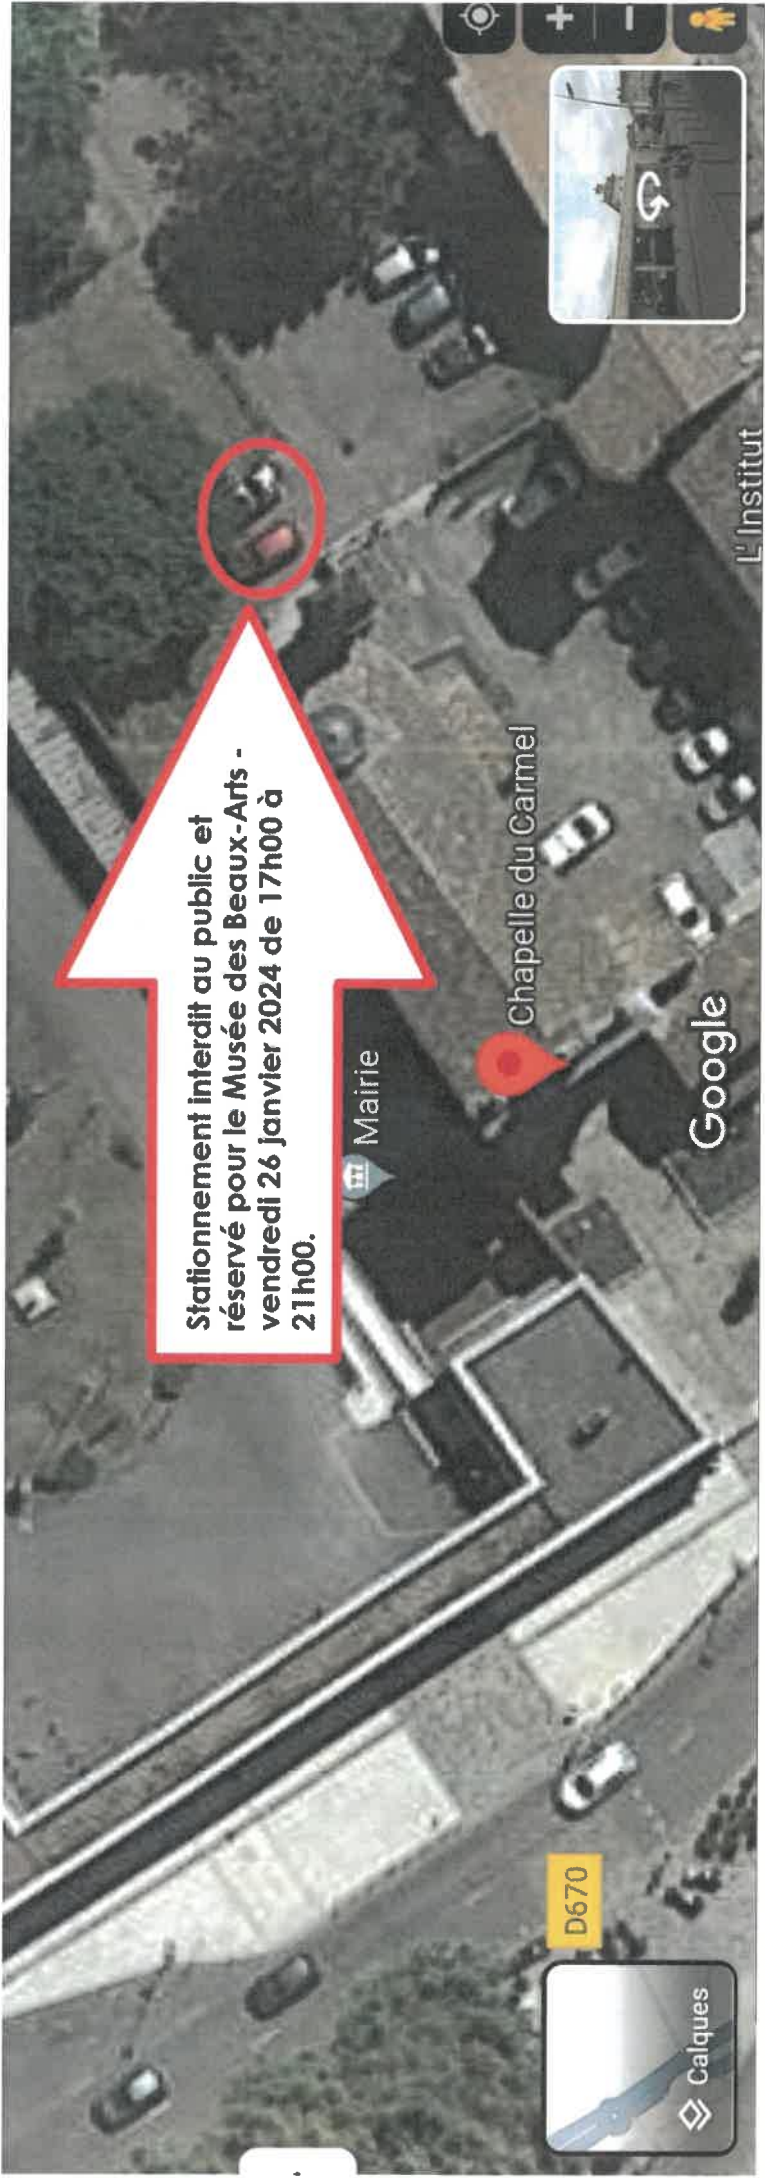 Stationnement interdit au public et
réservé pour le Musée des Beaux-Arts -
vendredi 26 janvier 2024 de 17h00 à
21h00.
Mairie
Chapelle du Carmel
L'Institut
Google
D670
Calques